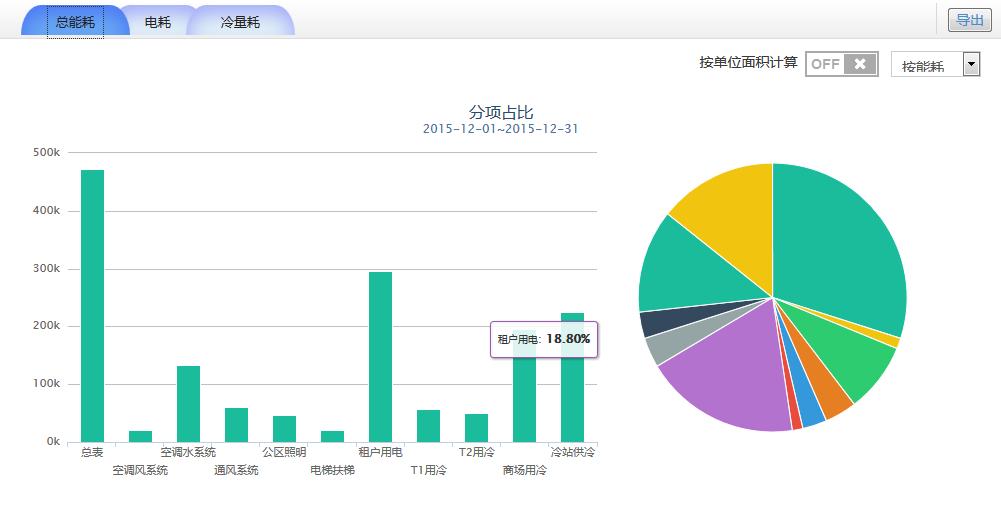 总能耗 电耗 冷量耗 导出
按单位面积计算 OFF 按能耗
分项占比
2015-12-01~2015-12-31
500k
400k
300k
200k
100k
0k
租户用电: 18.80%
总表 空调水系统 公区照明 租户用电 T2用冷 冷站供冷
空调风系统 通风系统 电梯扶梯 T1用冷 商场用冷